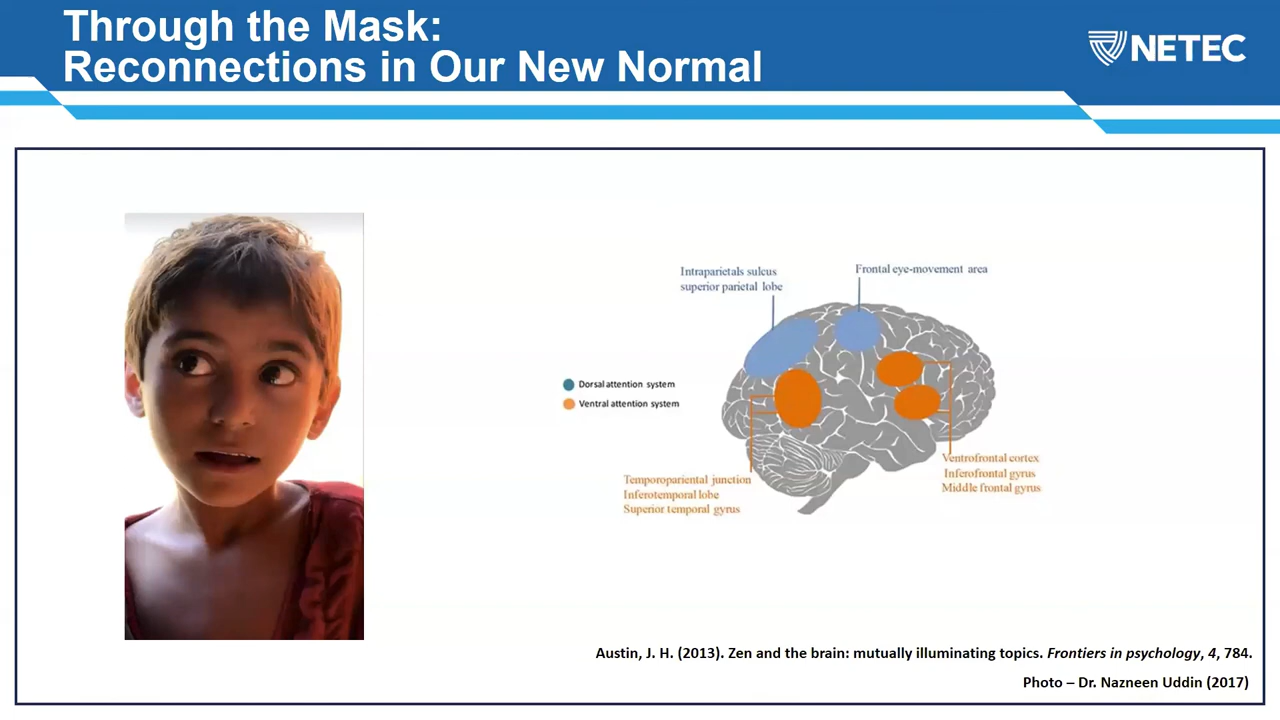 Through the Mask:
Reconnections in Our New Normal
NETEC
Intraparietals sulcus
superior parietal lobe
Frontal eye-movement area
Dorsal attention system
Ventral attention system
Temporoparietal junction
Inferotemporal lobe
Superior temporal gyrus
Ventrofrontal cortex
Inferofrontal gyrus
Middle frontal gyrus
Austin, J. H. (2013). Zen and the brain: mutually illuminating topics. Frontiers in psychology, 4, 784.
Photo – Dr. Nazneen Uddin (2017)